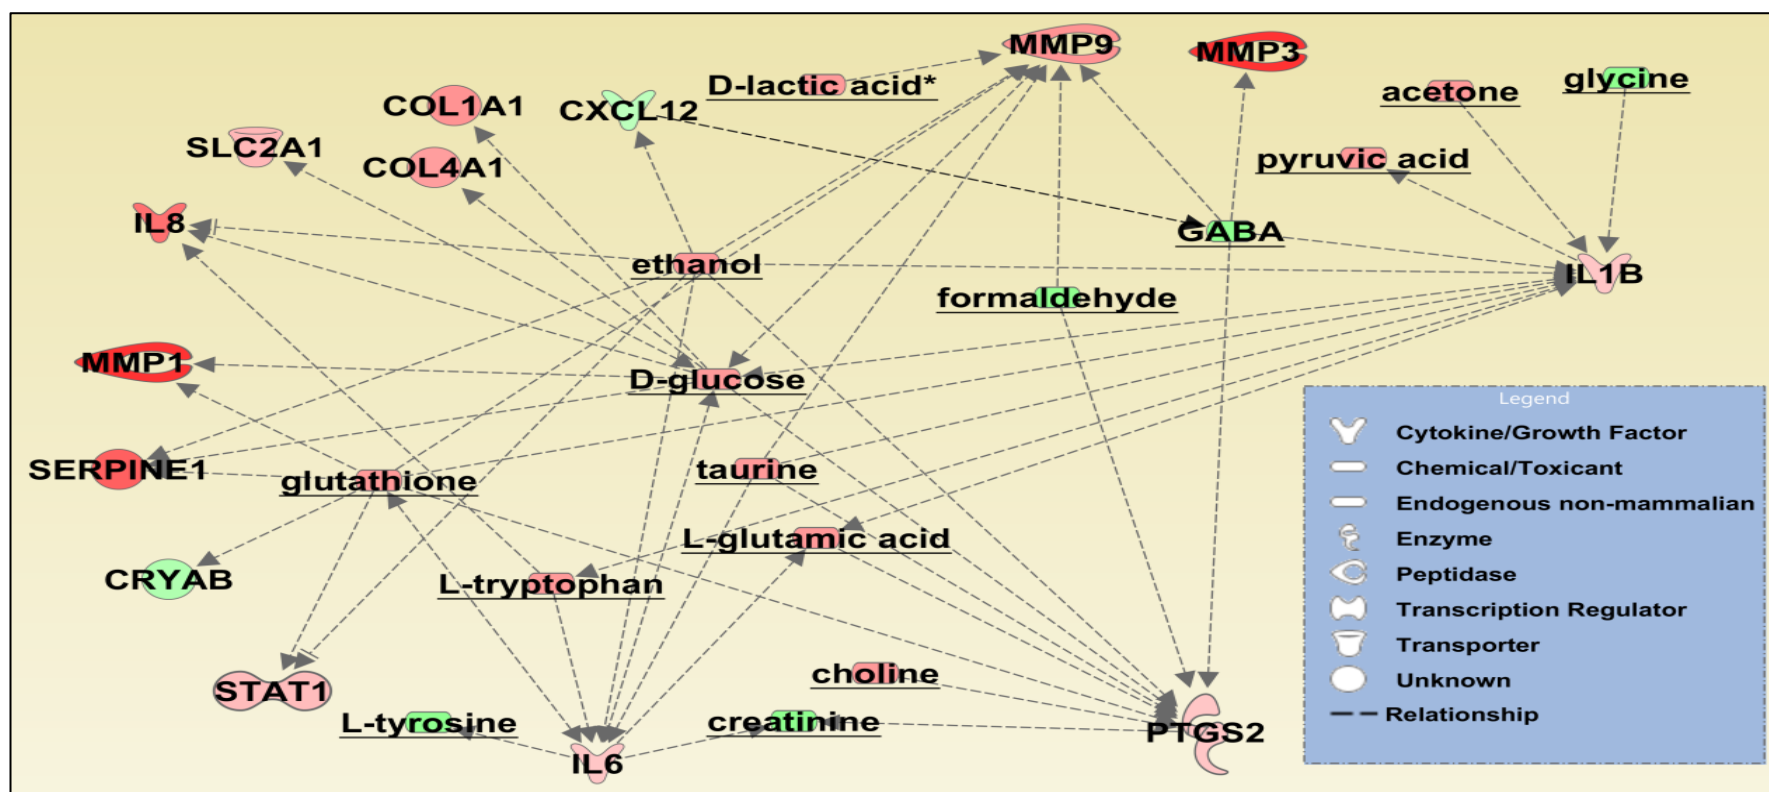 MMP9
MMP3
D-lactic acid*
acetone
glycine
COL1A1
CXCL12
SLC2A1
COL4A1
pyruvic acid
IL8
GABA
ethanol
IL1B
formaldehyde
MMP1
D-glucose
SERPINE1
glutathione
taurine
L-glutamic acid
CRYAB
L-tryptophan
choline
STAT1
L-tyrosine
creatinine
PTGS2
IL6
Legend
Cytokine/Growth Factor
Chemical/Toxicant
Endogenous non-mammalian
Enzyme
Peptidase
Transcription Regulator
Transporter
Unknown
Relationship